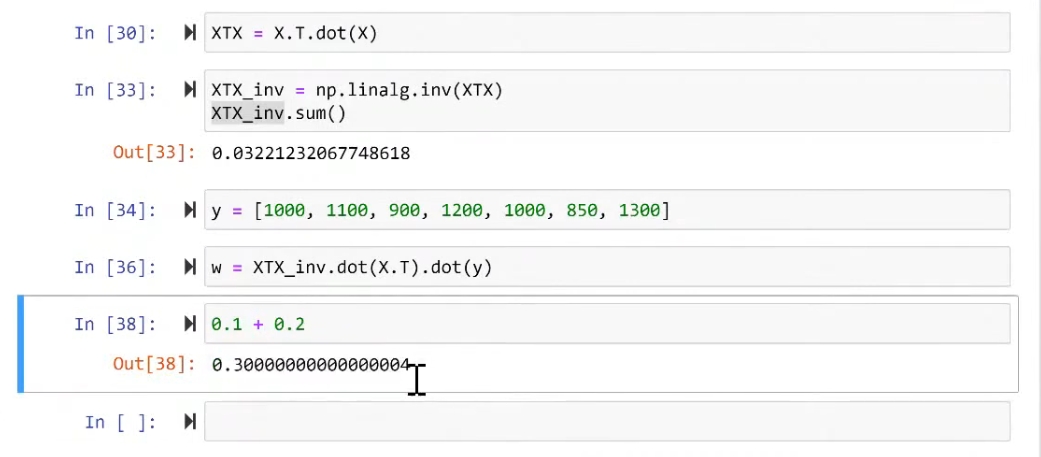 In [30]: XTX = X.T.dot(X)
In [33]: XTX_inv = np.linalg.inv(XTX)
XTX_inv.sum()
Out[33]: 0.03221232067748618
In [34]: y = [1000, 1100, 900, 1200, 1000, 850, 1300]
In [36]: w = XTX_inv.dot(X.T).dot(y)
In [38]: 0.1 + 0.2
Out[38]: 0.30000000000000004
In [ ]: